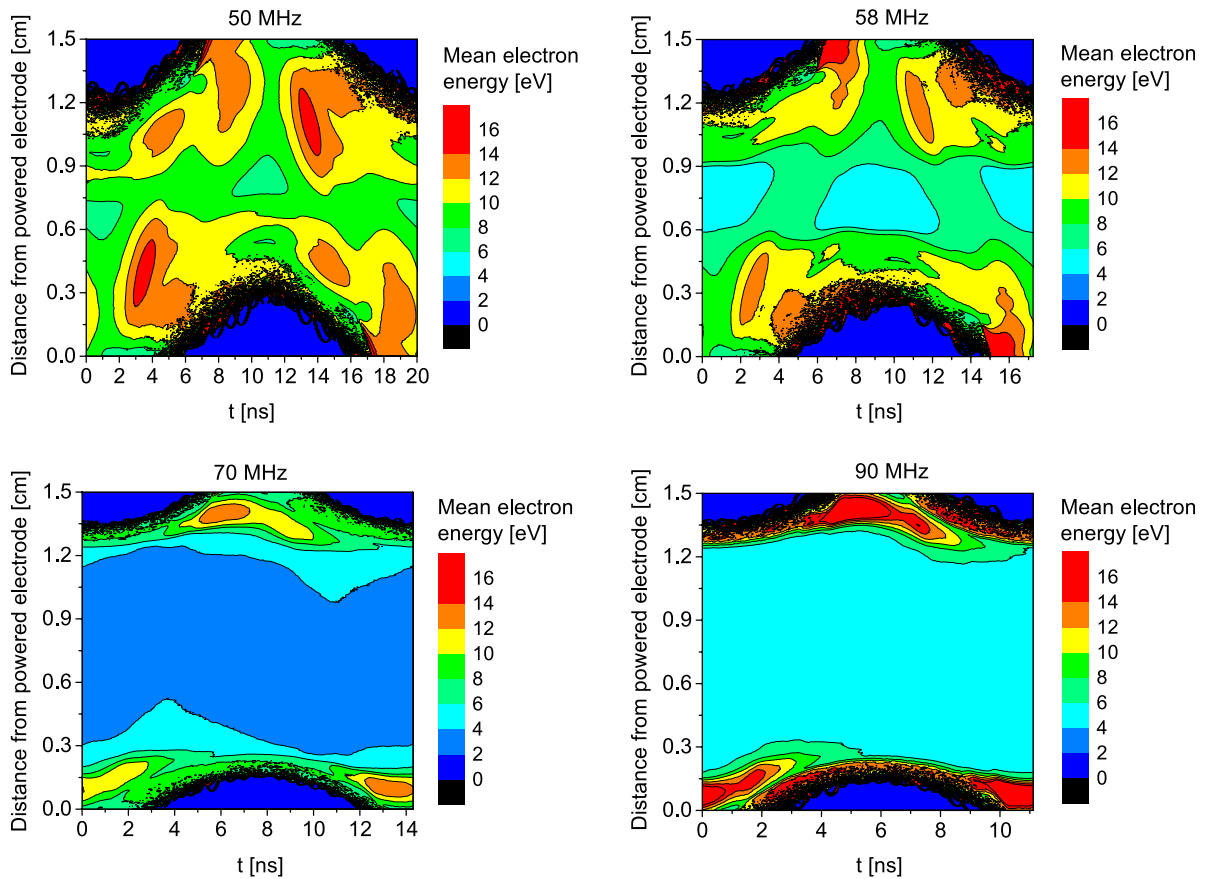 50 MHz
Distance from powered electrode [cm]
1.5
1.2
0.9
0.6
0.3
0.0
0 2 4 6 8 10 12 14 16 18 20
t [ns]
Mean electron
energy [eV]
16
14
12
10
8
6
4
2
0
58 MHz
Distance from powered electrode [cm]
1.5
1.2
0.9
0.6
0.3
0.0
0 2 4 6 8 10 12 14 16
t [ns]
Mean electron
energy [eV]
16
14
12
10
8
6
4
2
0
70 MHz
Distance from powered electrode [cm]
1.5
1.2
0.9
0.6
0.3
0.0
0 2 4 6 8 10 12 14
t [ns]
Mean electron
energy [eV]
16
14
12
10
8
6
4
2
0
90 MHz
Distance from powered electrode [cm]
1.5
1.2
0.9
0.6
0.3
0.0
0 2 4 6 8 10
t [ns]
Mean electron
energy [eV]
16
14
12
10
8
6
4
2
0